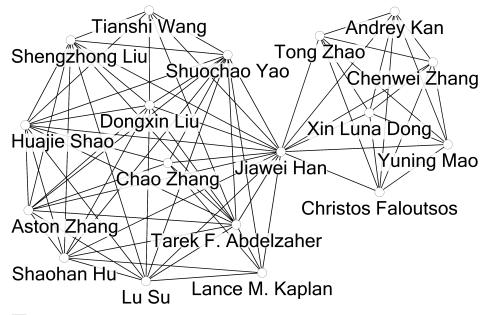 Tianshi Wang
Andrey Kan
Shengzhong Liu
Tong Zhao
Shuochao Yao
Chenwei Zhang
Dongxin Liu
Xin Luna Dong
Huajie Shao
Chao Zhang
Jiawei Han
Yuning Mao
Christos Faloutsos
Aston Zhang
Tarek F. Abdelzaher
Shaohan Hu
Lu Su
Lance M. Kaplan